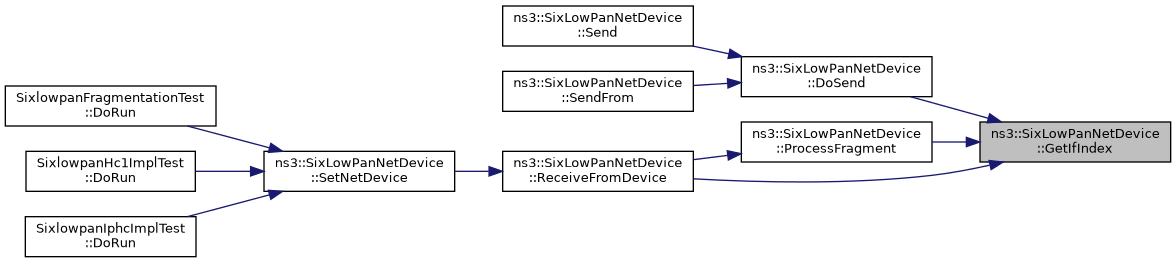 ns3::SixLowPanNetDevice
::Send
ns3::SixLowPanNetDevice
::DoSend
ns3::SixLowPanNetDevice
::SendFrom
SixlowpanFragmentationTest
::DoRun
ns3::SixLowPanNetDevice
::ProcessFragment
ns3::SixLowPanNetDevice
::GetIfIndex
SixlowpanHc1ImplTest
::DoRun
ns3::SixLowPanNetDevice
::SetNetDevice
ns3::SixLowPanNetDevice
::ReceiveFromDevice
SixlowpanIphcImplTest
::DoRun